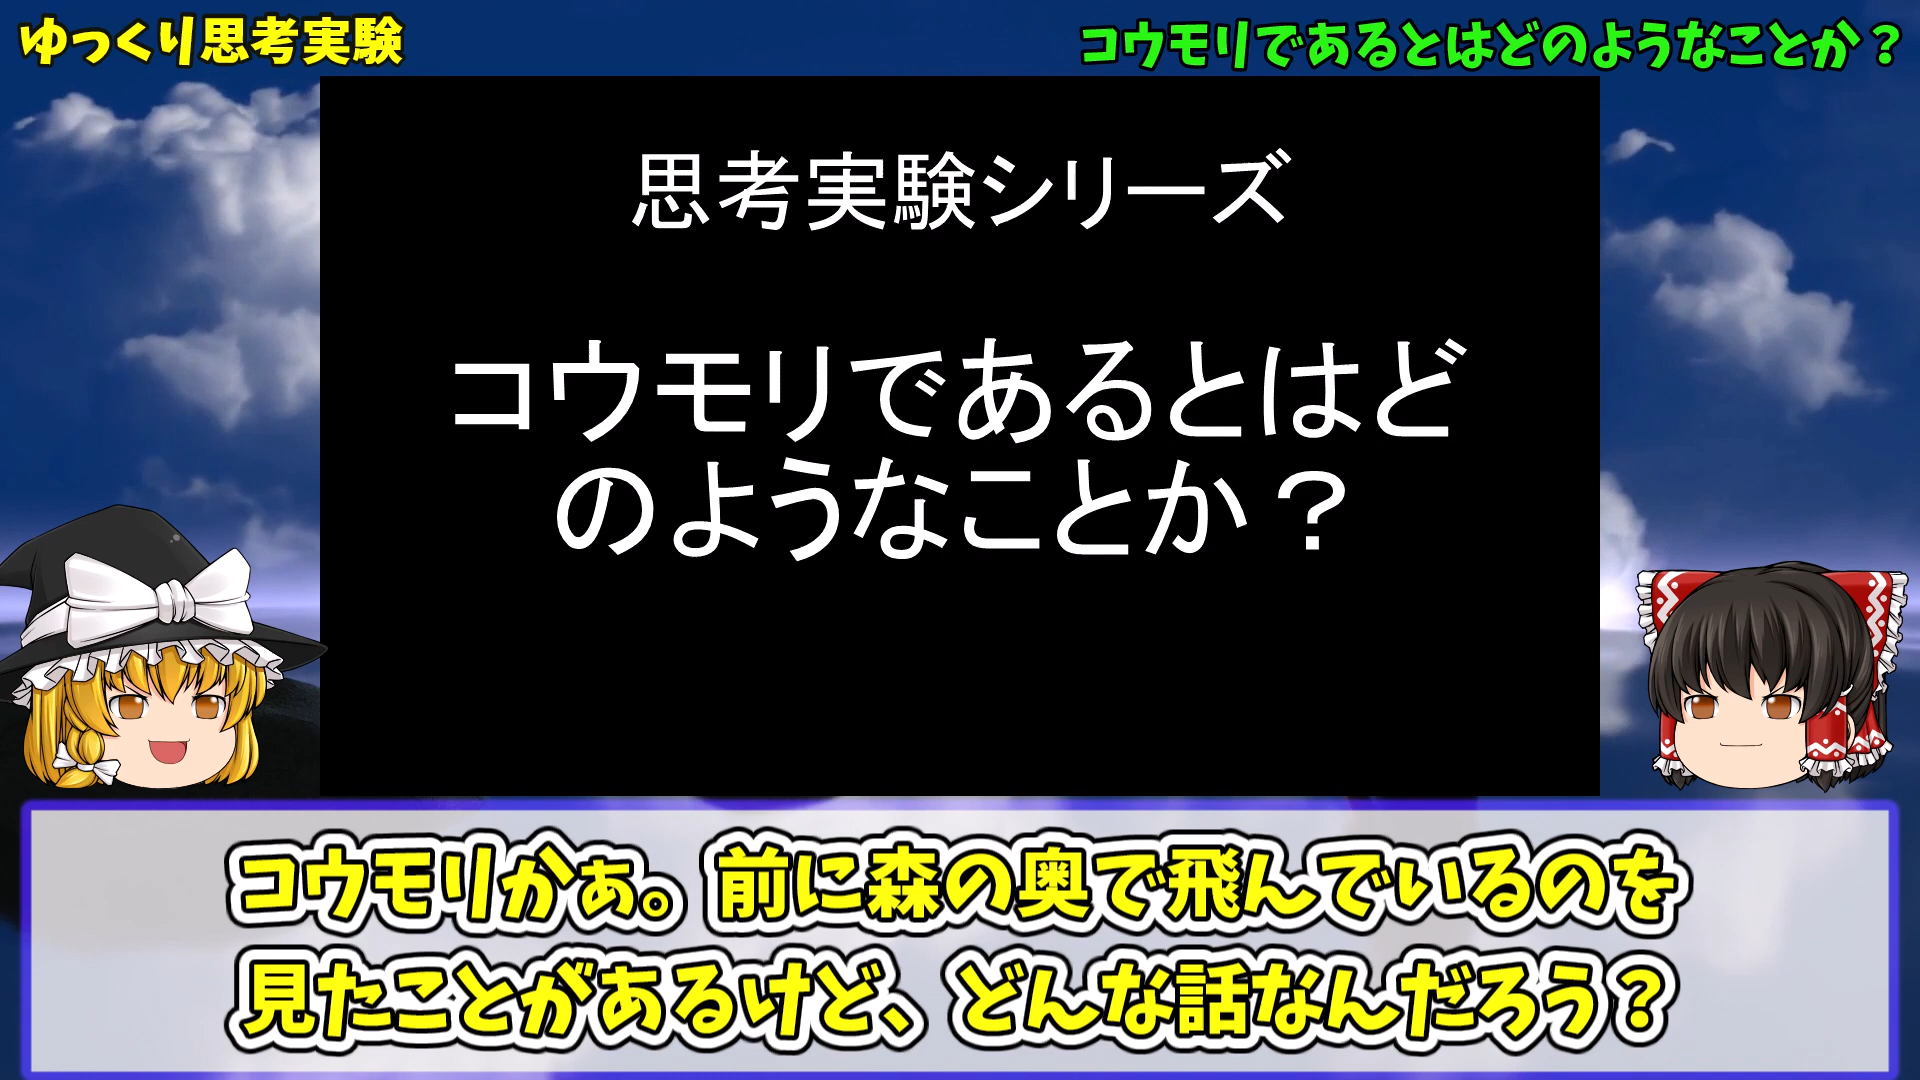 ゆっくり思考実験
コウモリであるとはどのようなことか？
思考実験シリーズ
コウモリであるとはど
のようなことか？
コウモリかぁ。前に森の奥で飛んでいるのを
見たことがあるけど、どんな話なんだろう？